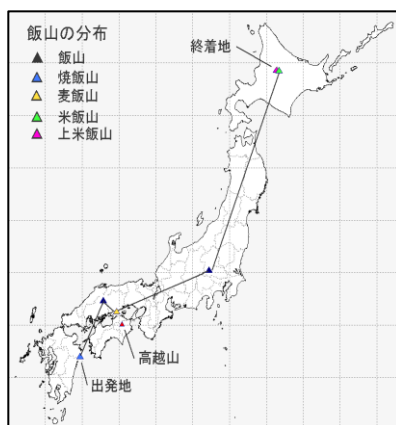 飯山の分布
飯山
焼飯山
麦飯山
米飯山
上米飯山
終着地
高越山
出発地